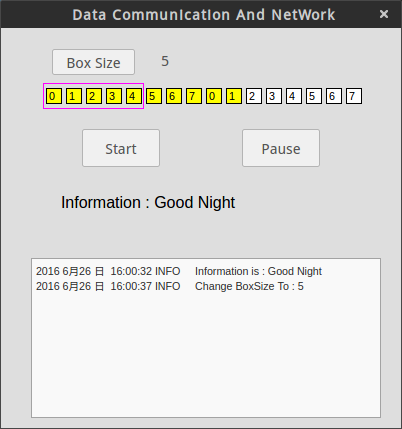 Data Communication And NetWork ×
Box Size 5
0 1 2 3 4 5 6 7 0 1 2 3 4 5 6 7
Start Pause
Information : Good Night
2016 6月26 日 16:00:32 INFO Information is : Good Night
2016 6月26 日 16:00:37 INFO Change BoxSize To : 5